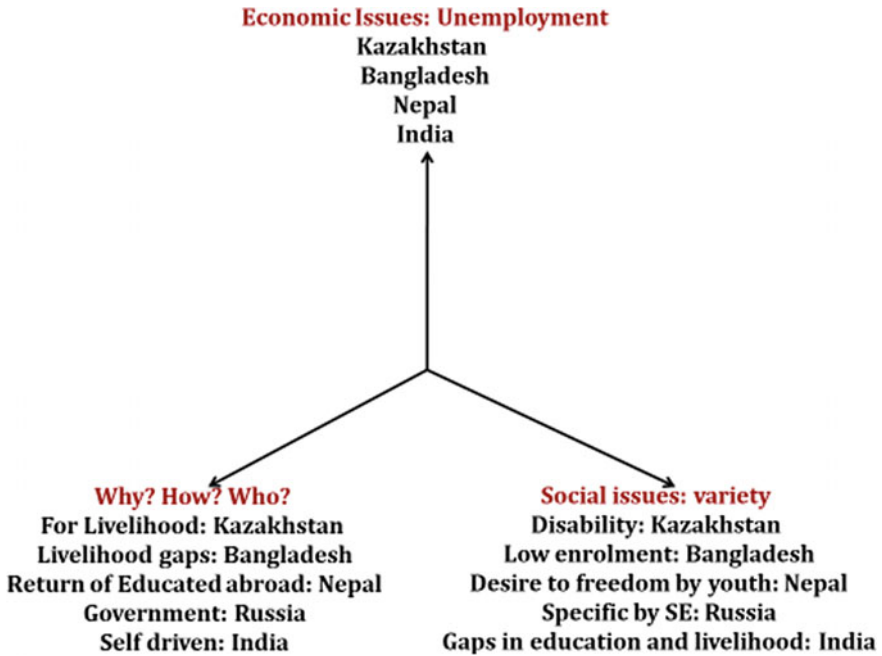 Economic Issues: Unemployment
Kazakhstan
Bangladesh
Nepal
India
Why? How? Who?
For Livelihood: Kazakhstan
Livelihood gaps: Bangladesh
Return of Educated abroad: Nepal
Government: Russia
Self driven: India
Social issues: variety
Disability: Kazakhstan
Low enrolment: Bangladesh
Desire to freedom by youth: Nepal
Specific by SE: Russia
Gaps in education and livelihood: India